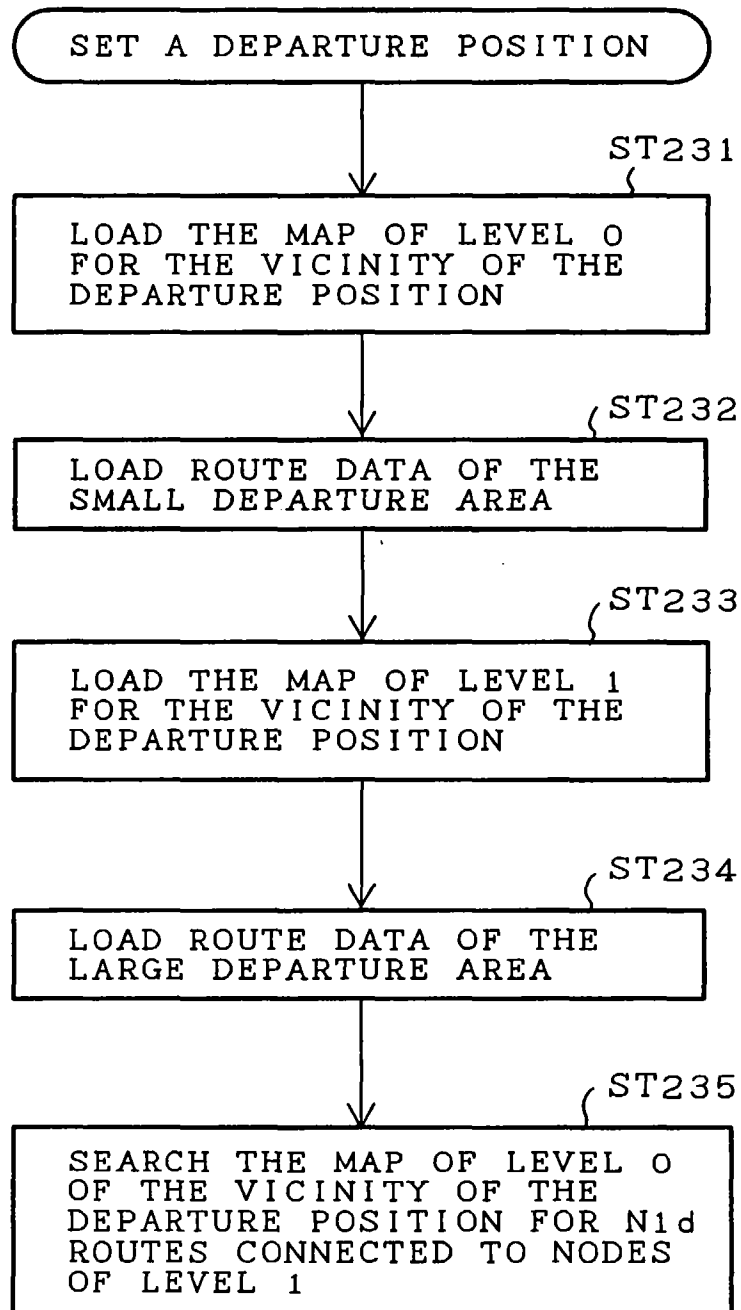 SET A DEPARTURE POSITION
ST231
LOAD THE MAP OF LEVEL 0
FOR THE VICINITY OF THE
DEPARTURE POSITION
ST232
LOAD ROUTE DATA OF THE
SMALL DEPARTURE AREA
ST233
LOAD THE MAP OF LEVEL 1
FOR THE VICINITY OF THE
DEPARTURE POSITION
ST234
LOAD ROUTE DATA OF THE
LARGE DEPARTURE AREA
ST235
SEARCH THE MAP OF LEVEL 0
OF THE VICINITY OF THE
DEPARTURE POSITION FOR N1d
ROUTES CONNECTED TO NODES
OF LEVEL 1